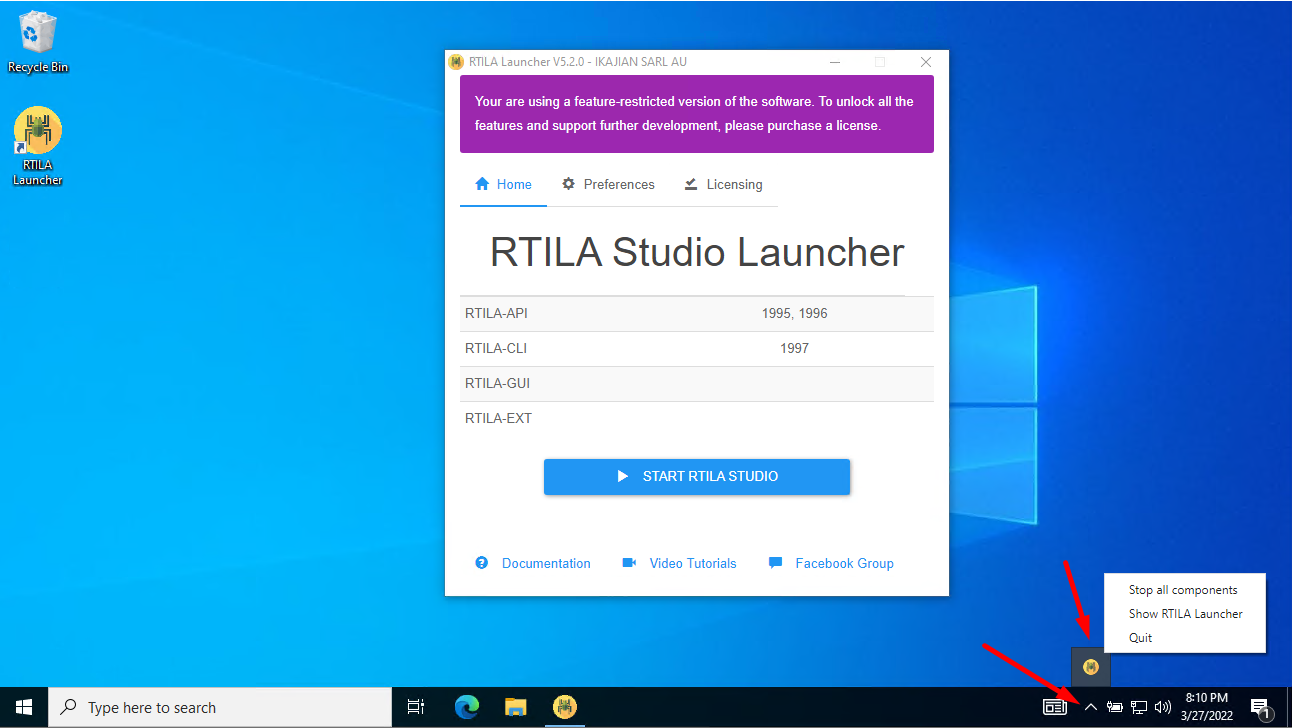 Recycle Bin
RTILA
Launcher
RTILA Launcher V5.2.0 - IKAJIAN SARL AU
Your are using a feature-restricted version of the software. To unlock all the
features and support further development, please purchase a license.
Home Preferences Licensing
RTILA Studio Launcher
RTILA-API 1995, 1996
RTILA-CLI 1997
RTILA-GUI
RTILA-EXT
START RTILA STUDIO
Documentation Video Tutorials Facebook Group
Stop all components
Show RTILA Launcher
Quit
Type here to search
8:10 PM
3/27/2022
1